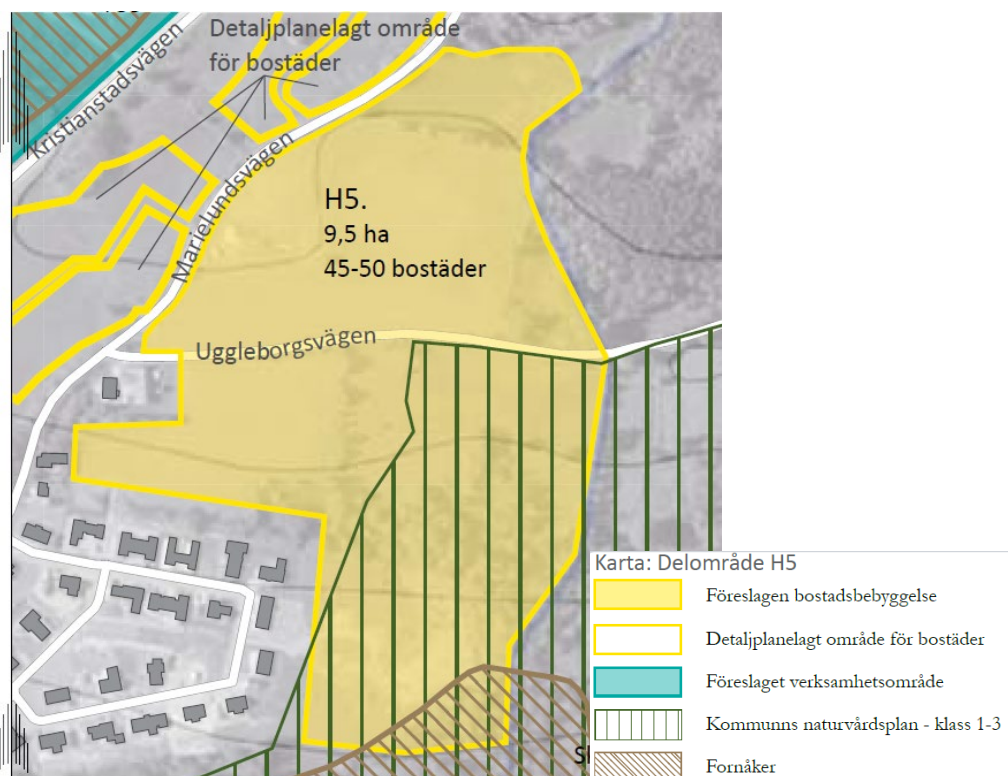 Detaljplanelagt område
för bostäder
Kristianstadsvägen
Marielundsvägen
H5.
9,5 ha
45-50 bostäder
Uggleborgsvägen
Karta: Delområde H5
Föreslagen bostadsbebyggelse
Detaljplanelagt område för bostäder
Föreslaget verksamhetsområde
Kommunns naturvårdsplan - klass 1-3
Fornåker